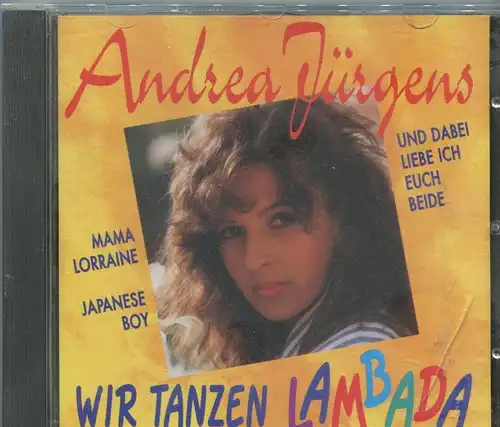 Andrea Jürgens
UND DABEI
LIEBE ICH
EUCH
BEIDE
MAMA
LORRAINE
JAPANESE
BOY
WIR TANZEN LAMBADA